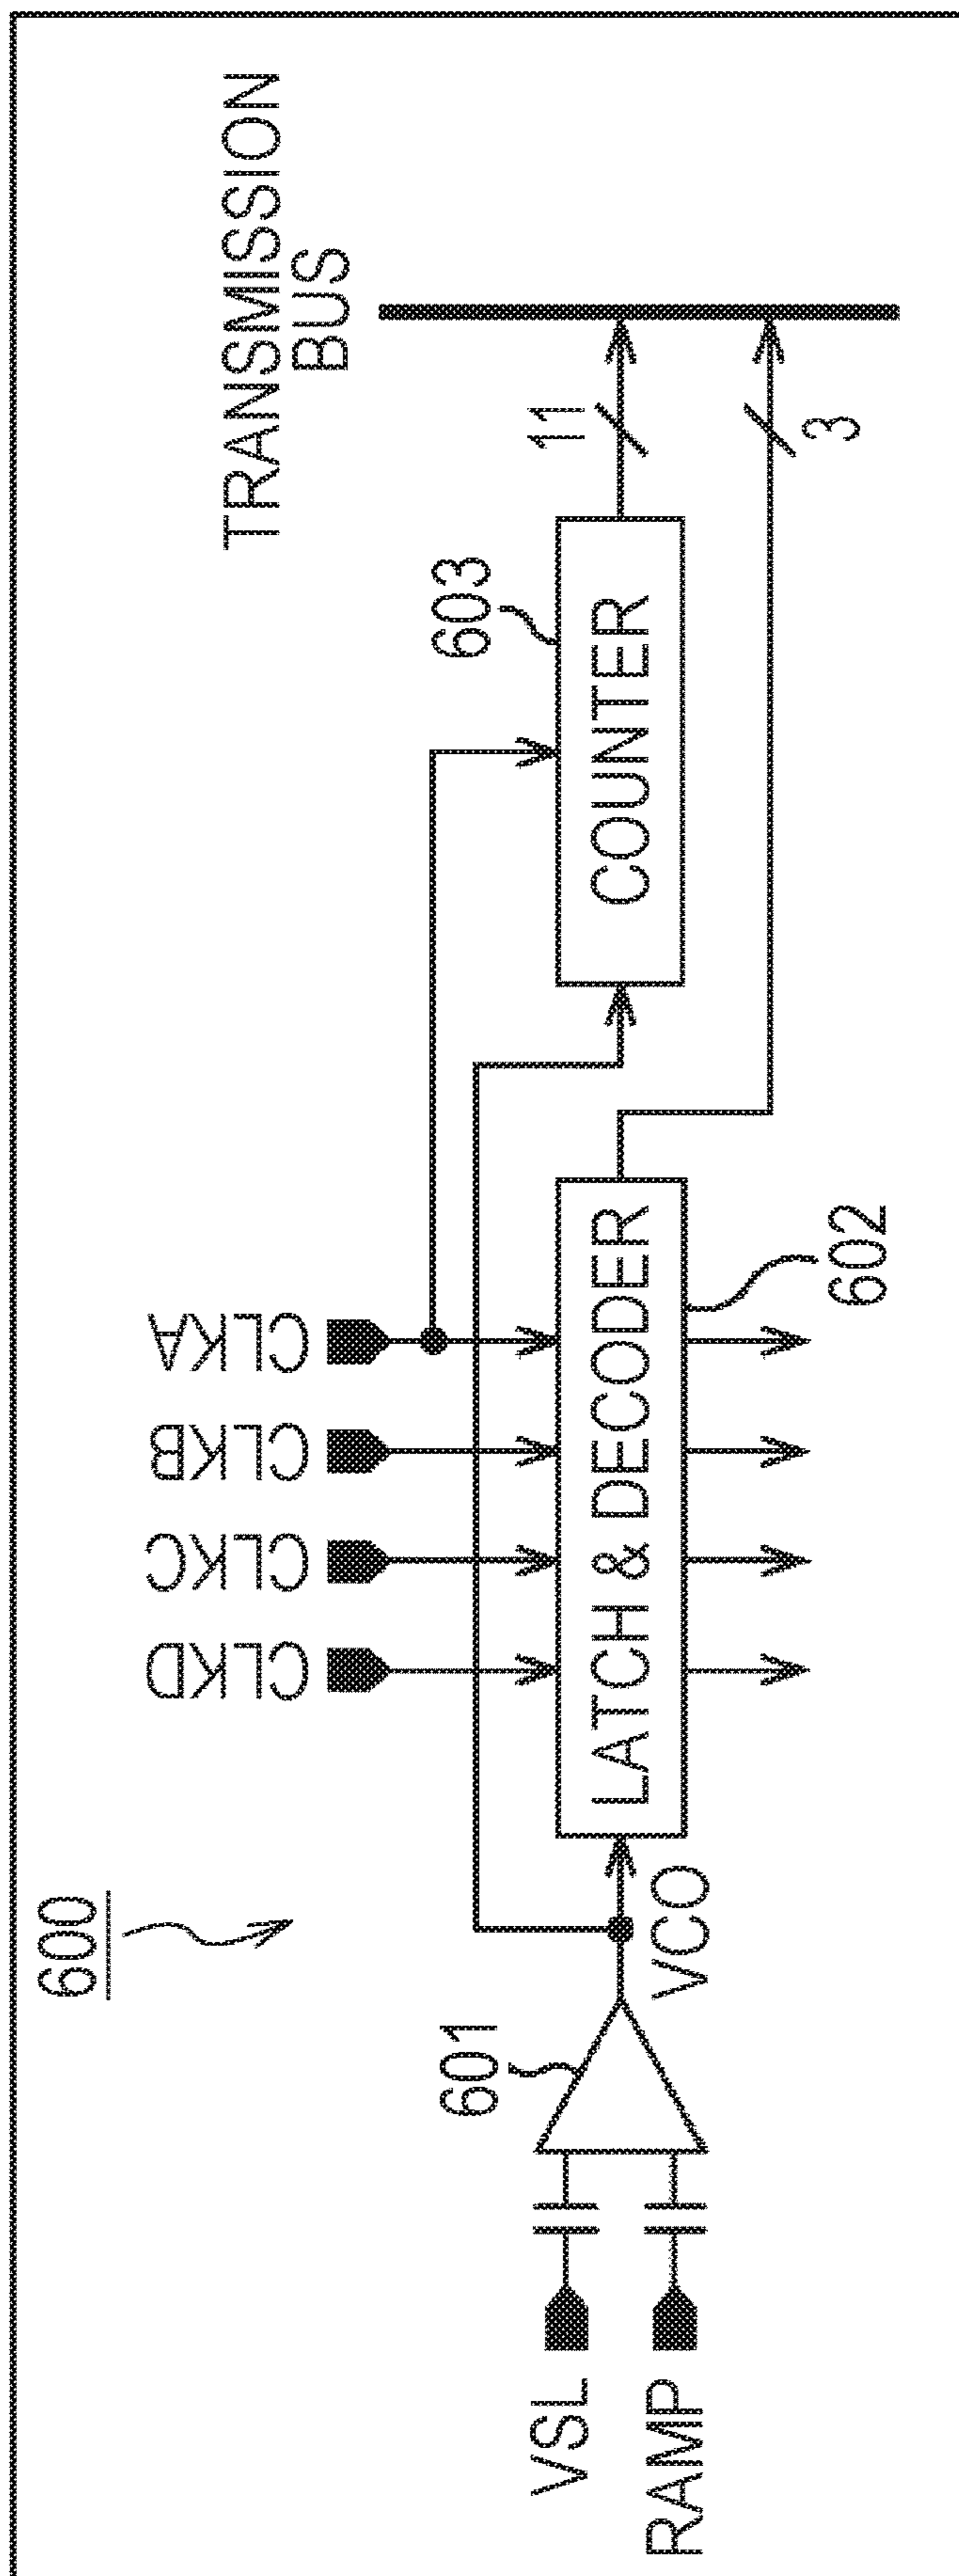 600
TRANSMISSION
BUS
CLKD
CLKC
CLKB
CLKA
601
603
11
VSL
RAMP
VCO
LATCH & DECODER
COUNTER
602
3